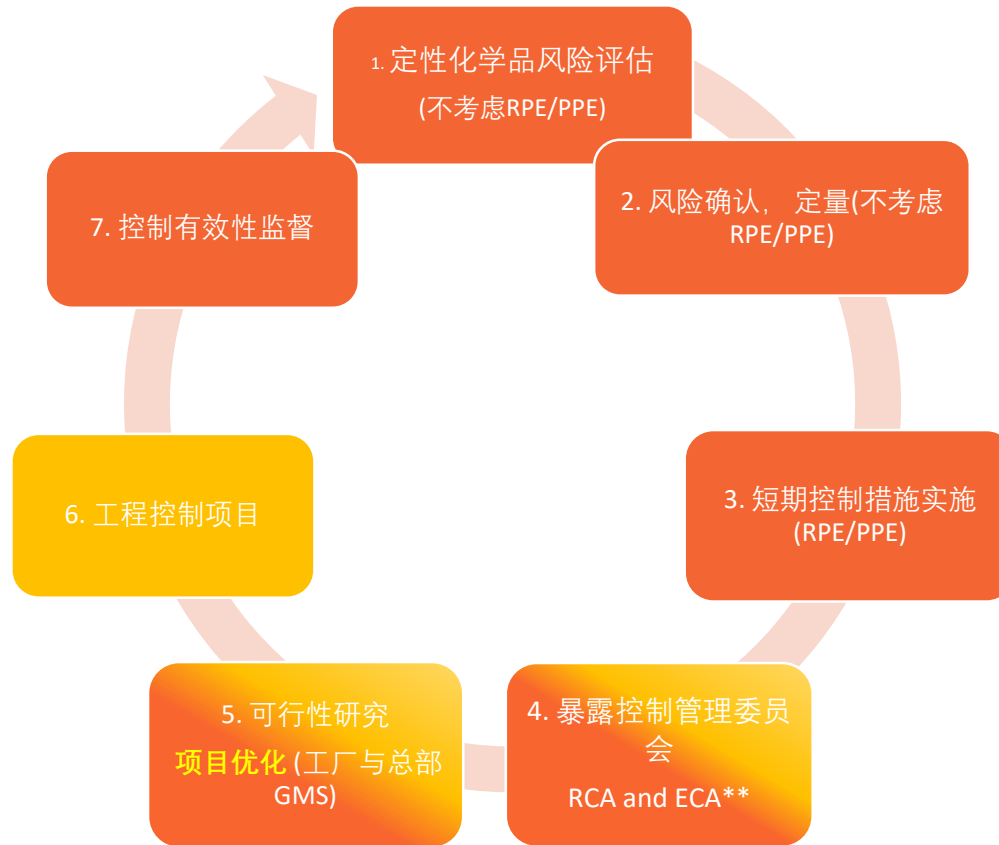 1. 定性化学品风险评估
(不考虑RPE/PPE)
2. 风险确认, 定量(不考虑
RPE/PPE)
3. 短期控制措施实施
(RPE/PPE)
4. 暴露控制管理委员
会
RCA and ECA**
5. 可行性研究
项目优化 (工厂与总部
GMS)
6. 工程控制项目
7. 控制有效性监督